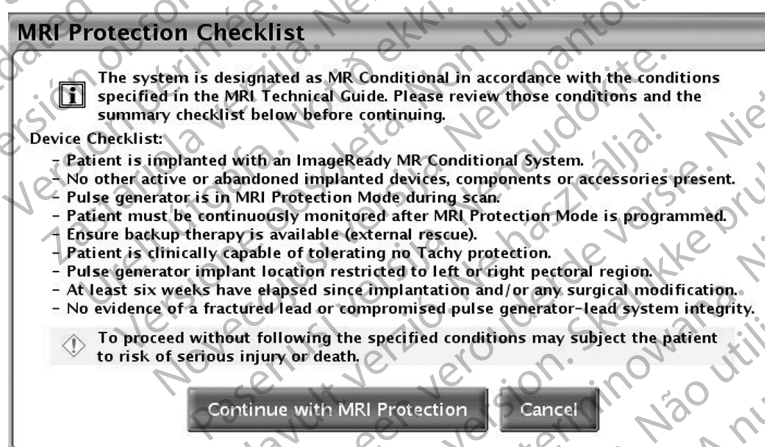 MRI Protection Checklist
The system is designated as MR Conditional in accordance with the conditions
specified in the MRI Technical Guide. Please review those conditions and the
summary checklist below before continuing.
Device Checklist:
- Patient is implanted with an ImageReady MR Conditional System.
- No other active or abandoned implanted devices, components or accessories present.
- Pulse generator is in MRI Protection Mode during scan.
- Patient must be continuously monitored after MRI Protection Mode is programmed.
- Ensure backup therapy is available (external rescue).
- Patient is clinically capable of tolerating no Tachy protection.
- Pulse generator implant location restricted to left or right pectoral region.
- At least six weeks have elapsed since implantation and/or any surgical modification.
- No evidence of a fractured lead or compromised pulse generator-lead system integrity.
To proceed without following the specified conditions may subject the patient
to risk of serious injury or death.
Continue with MRI Protection
Cancel